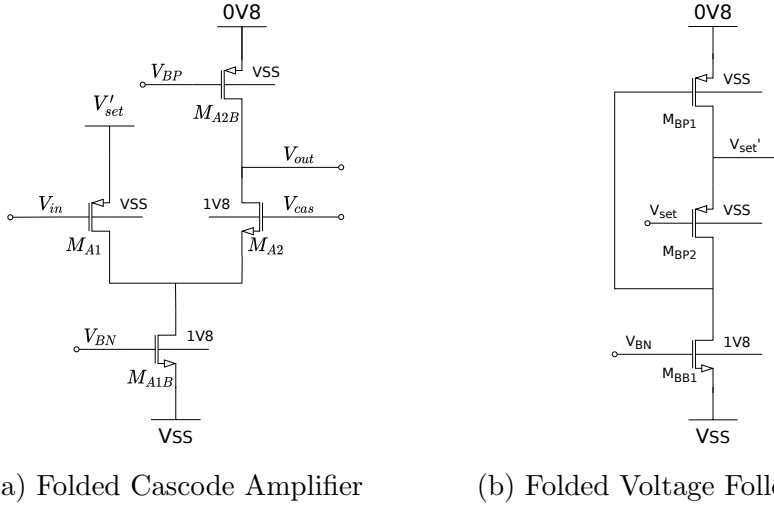 0V8
V_BP
VSS
M_A2B
V'_set
V_out
V_in
VSS
1V8
V_cas
M_A1
M_A2
V_BN
1V8
M_A1B
VSS
a) Folded Cascode Amplifier
0V8
VSS
M_BP1
V_set'
V_set
VSS
M_BP2
V_BN
1V8
M_BB1
VSS
(b) Folded Voltage Follo